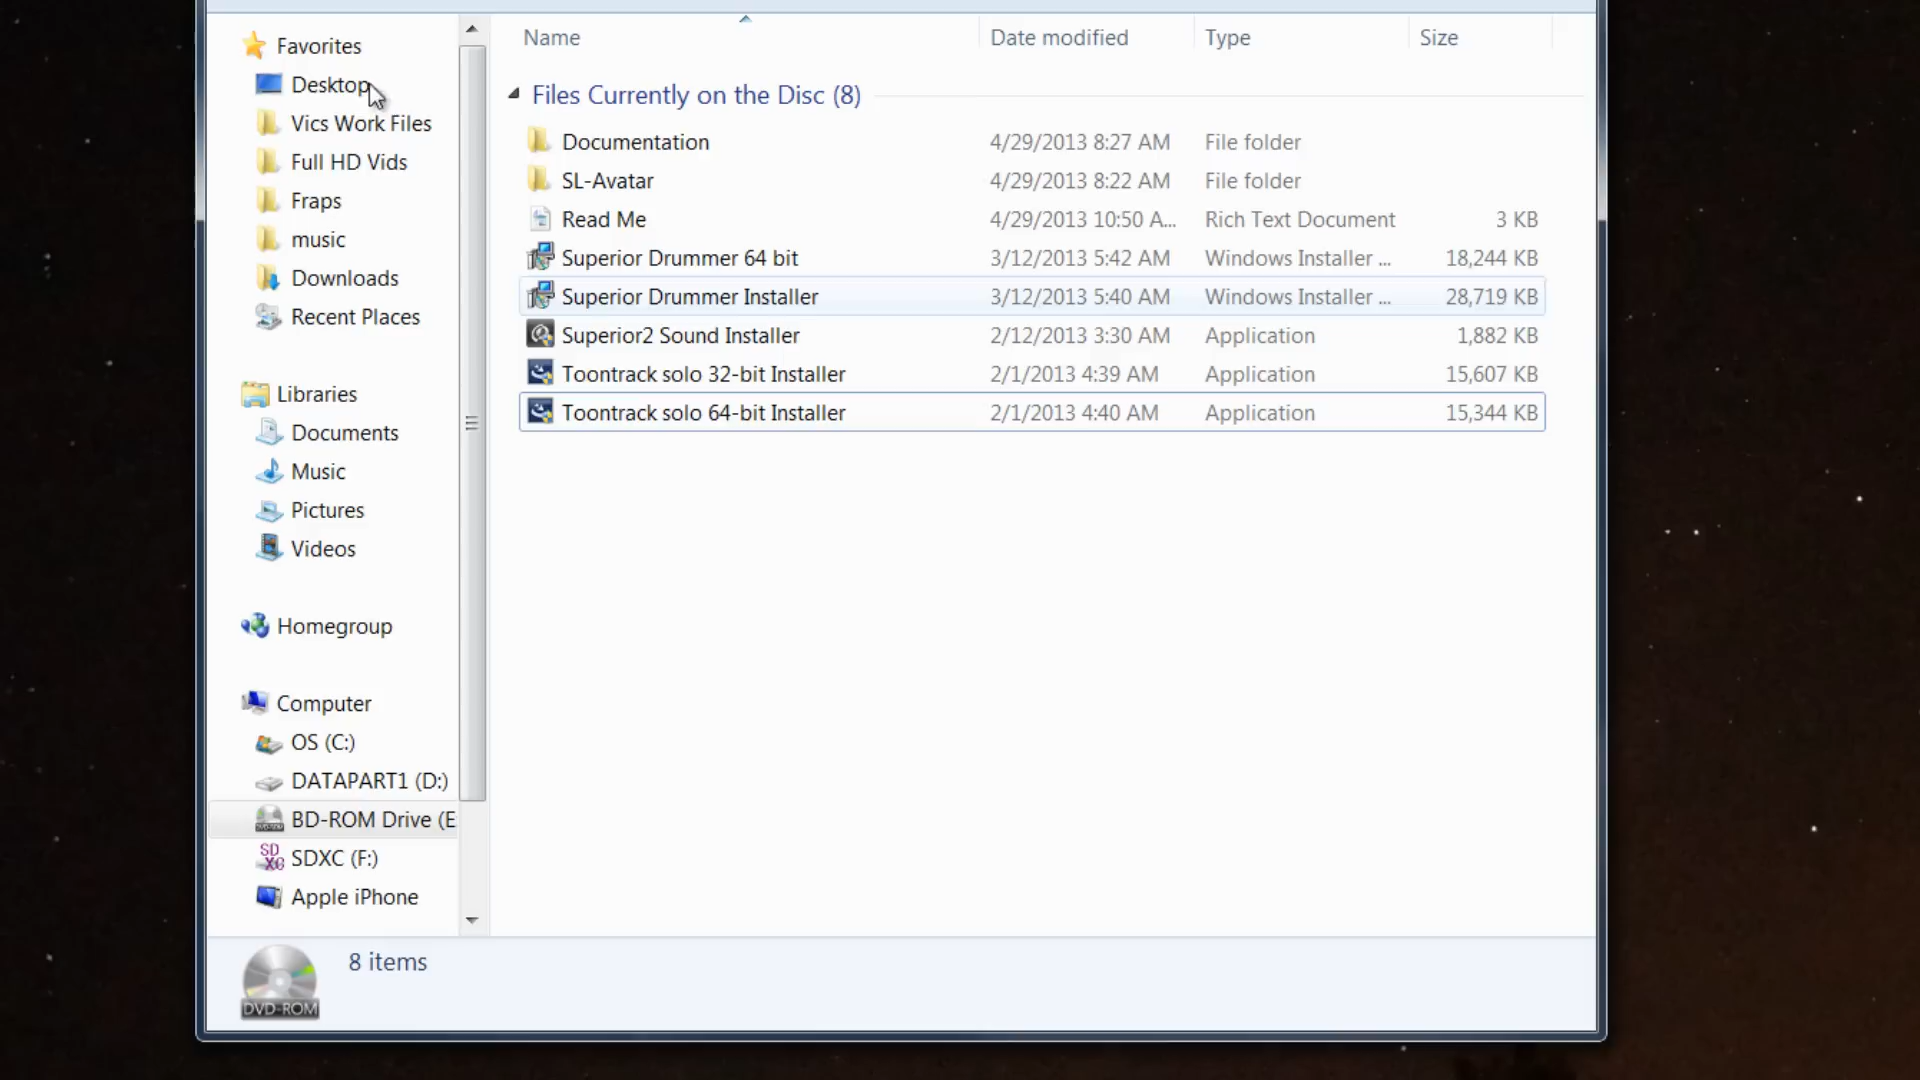 Favorites
Desktop
Vics Work Files
Full HD Vids
Fraps
music
Downloads
Recent Places
Libraries
Documents
Music
Pictures
Videos
Homegroup
Computer
OS (C:)
DATAPART1 (D:)
BD-ROM Drive (E
SDXC (F:)
Apple iPhone
Name Date modified Type Size
Files Currently on the Disc (8)
Documentation 4/29/2013 8:27 AM File folder
SL-Avatar 4/29/2013 8:22 AM File folder
Read Me 4/29/2013 10:50 A... Rich Text Document 3 KB
Superior Drummer 64 bit 3/12/2013 5:42 AM Windows Installer ... 18,244 KB
Superior Drummer Installer 3/12/2013 5:40 AM Windows Installer ... 28,719 KB
Superior2 Sound Installer 2/12/2013 3:30 AM Application 1,882 KB
Toontrack solo 32-bit Installer 2/1/2013 4:39 AM Application 15,607 KB
Toontrack solo 64-bit Installer 2/1/2013 4:40 AM Application 15,344 KB
8 items
DVD-ROM